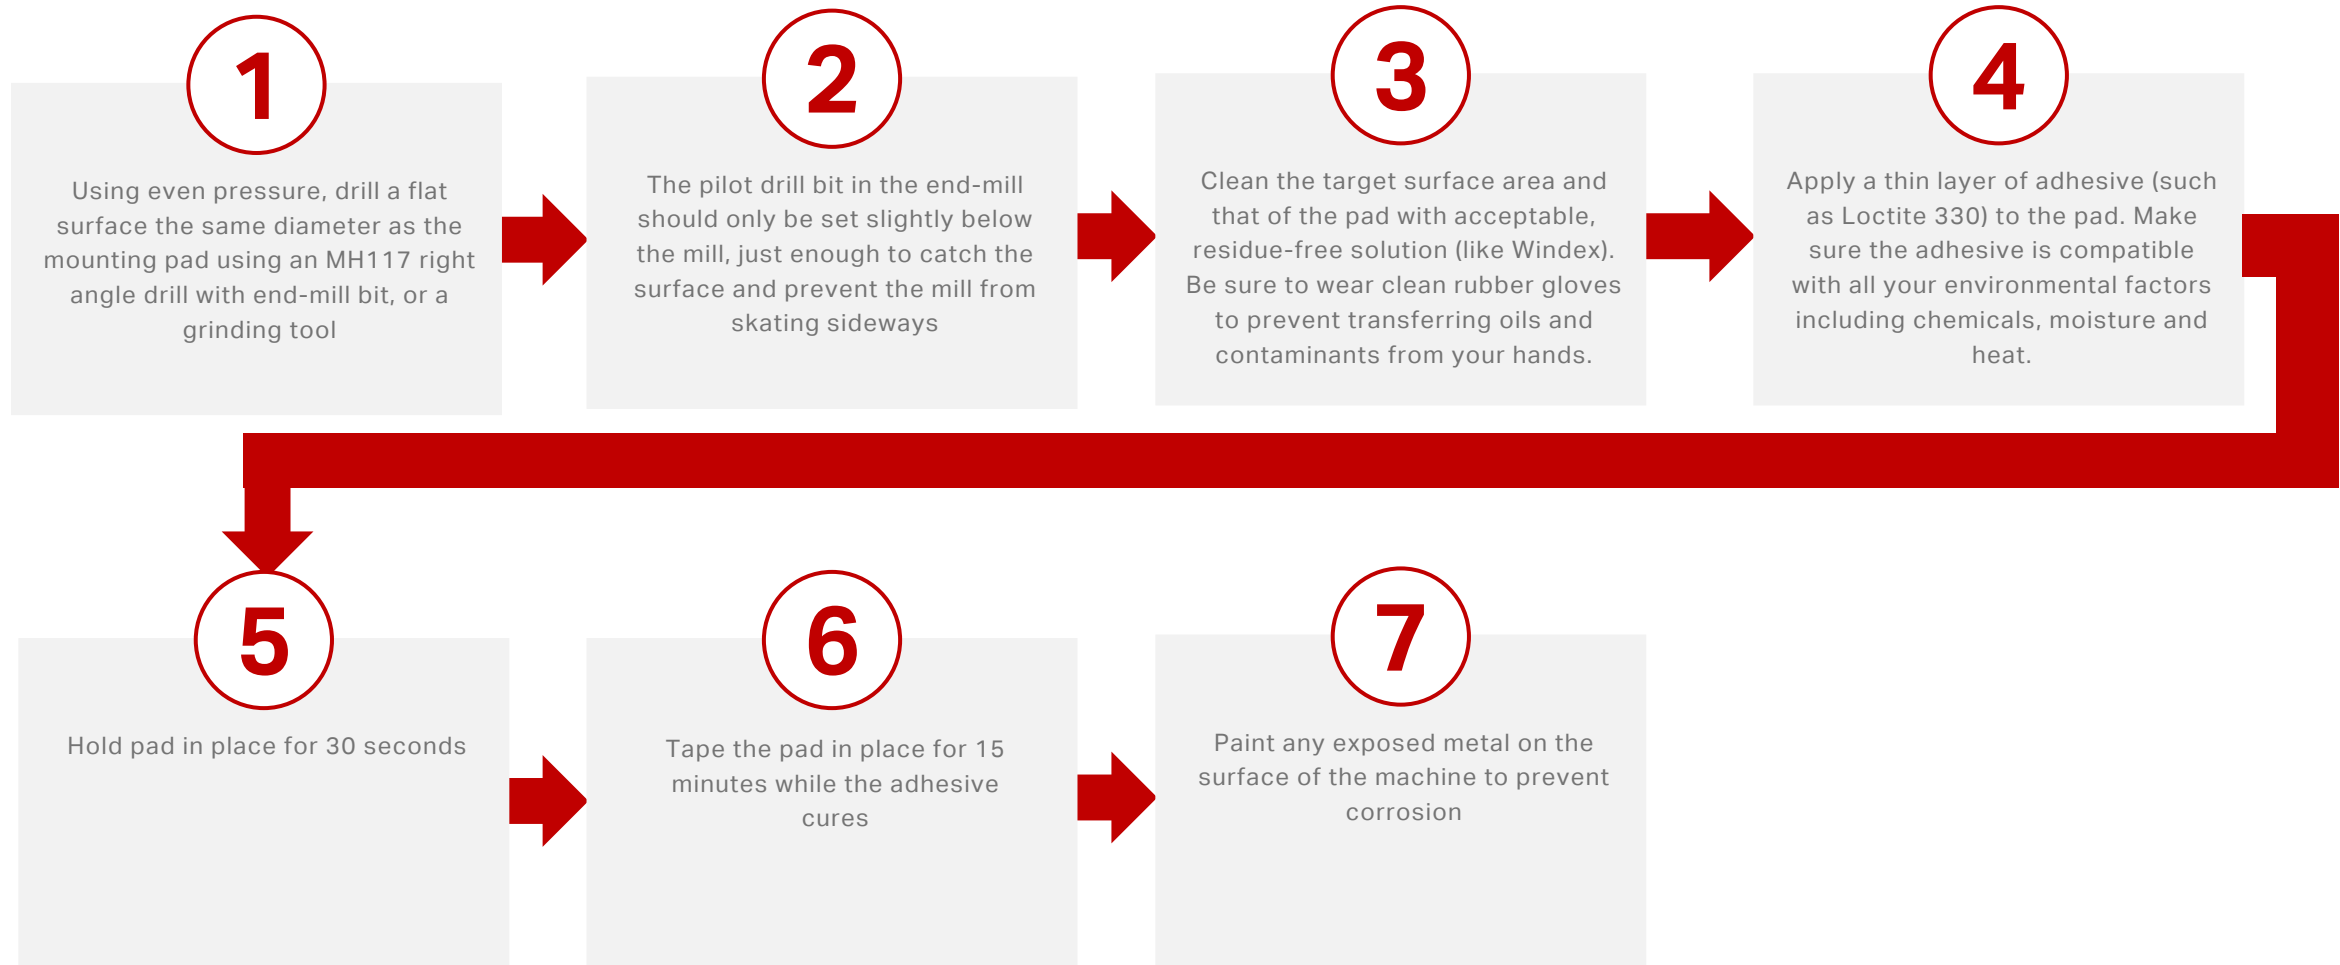 1
Using even pressure, drill a flat
surface the same diameter as the
mounting pad using an MH117 right
angle drill with end-mill bit, or a
grinding tool
2
The pilot drill bit in the end-mill
should only be set slightly below
the mill, just enough to catch the
surface and prevent the mill from
skating sideways
3
Clean the target surface area and
that of the pad with acceptable,
residue-free solution (like Windex).
Be sure to wear clean rubber gloves
to prevent transferring oils and
contaminants from your hands.
4
Apply a thin layer of adhesive (such
as Loctite 330) to the pad. Make
sure the adhesive is compatible
with all your environmental factors
including chemicals, moisture and
heat.
5
Hold pad in place for 30 seconds
6
Tape the pad in place for 15
minutes while the adhesive
cures
7
Paint any exposed metal on the
surface of the machine to prevent
corrosion